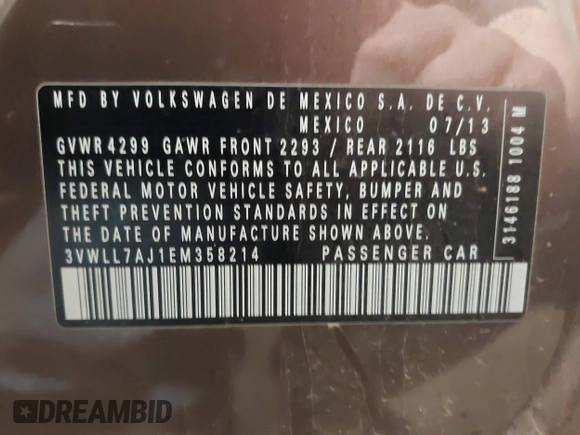 MFD BY VOLKSWAGEN DE MEXICO S.A. DE C.V.
MEXICO 07/13
GVWR 4299 GAWR FRONT 2293 / REAR 2116 LBS
THIS VEHICLE CONFORMS TO ALL APPLICABLE U.S.
FEDERAL MOTOR VEHICLE SAFETY, BUMPER AND
THEFT PREVENTION STANDARDS IN EFFECT ON
THE DATE OF MANUFACTURE SHOWN ABOVE.
3VWLL7AJ1EM358214 PASSENGER CAR
3146188 1004 M
DREAMBID